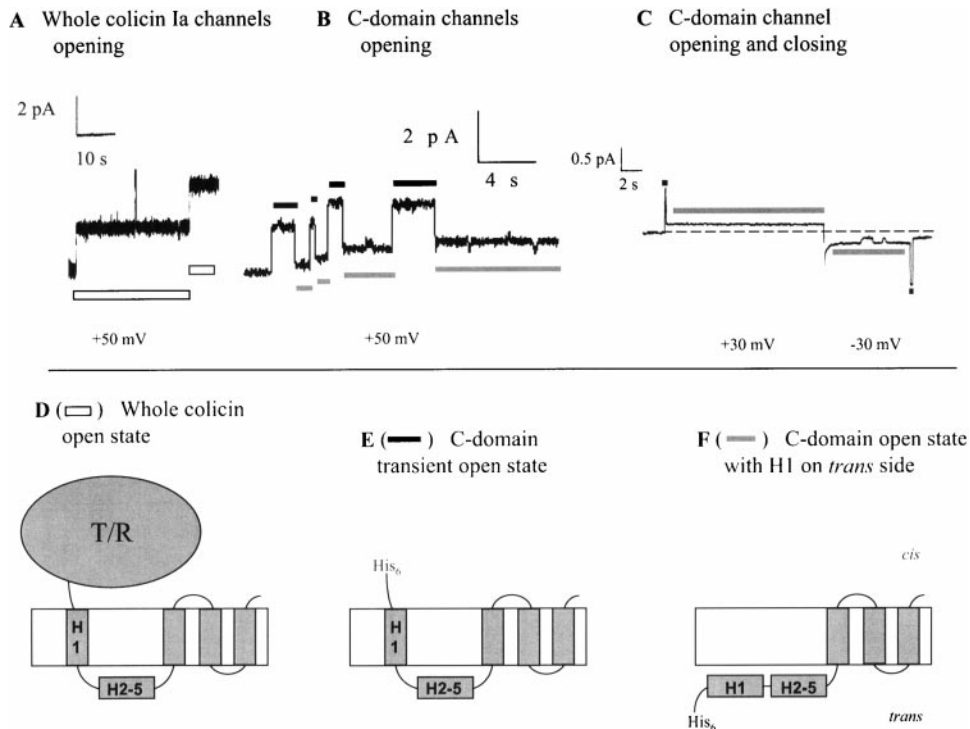 A Whole colicin Ia channels
opening
B C-domain channels
opening
C C-domain channel
opening and closing
2 pA
10 s
2 p A
4 s
0.5 pA
2 s
+50 mV
+50 mV
+30 mV
-30 mV
D ( ) Whole colicin
open state
E ( ) C-domain
transient open state
F ( ) C-domain open state
with H1 on trans side
T/R
H
1
H2-5
His6
H
1
H2-5
cis
H1
H2-5
His6
trans